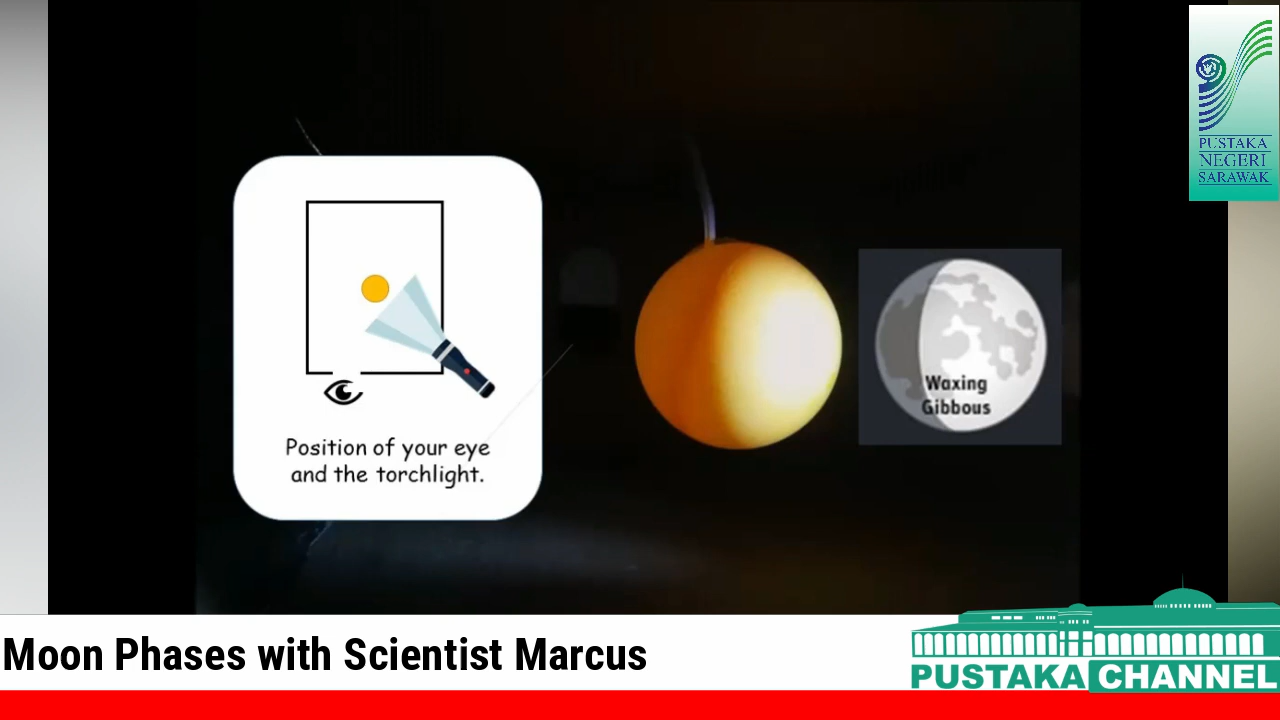 PUSTAKA
NEGERI
SARAWAK
Waxing
Gibbous
Position of your eye
and the torchlight.
Moon Phases with Scientist Marcus
PUSTAKA CHANNEL